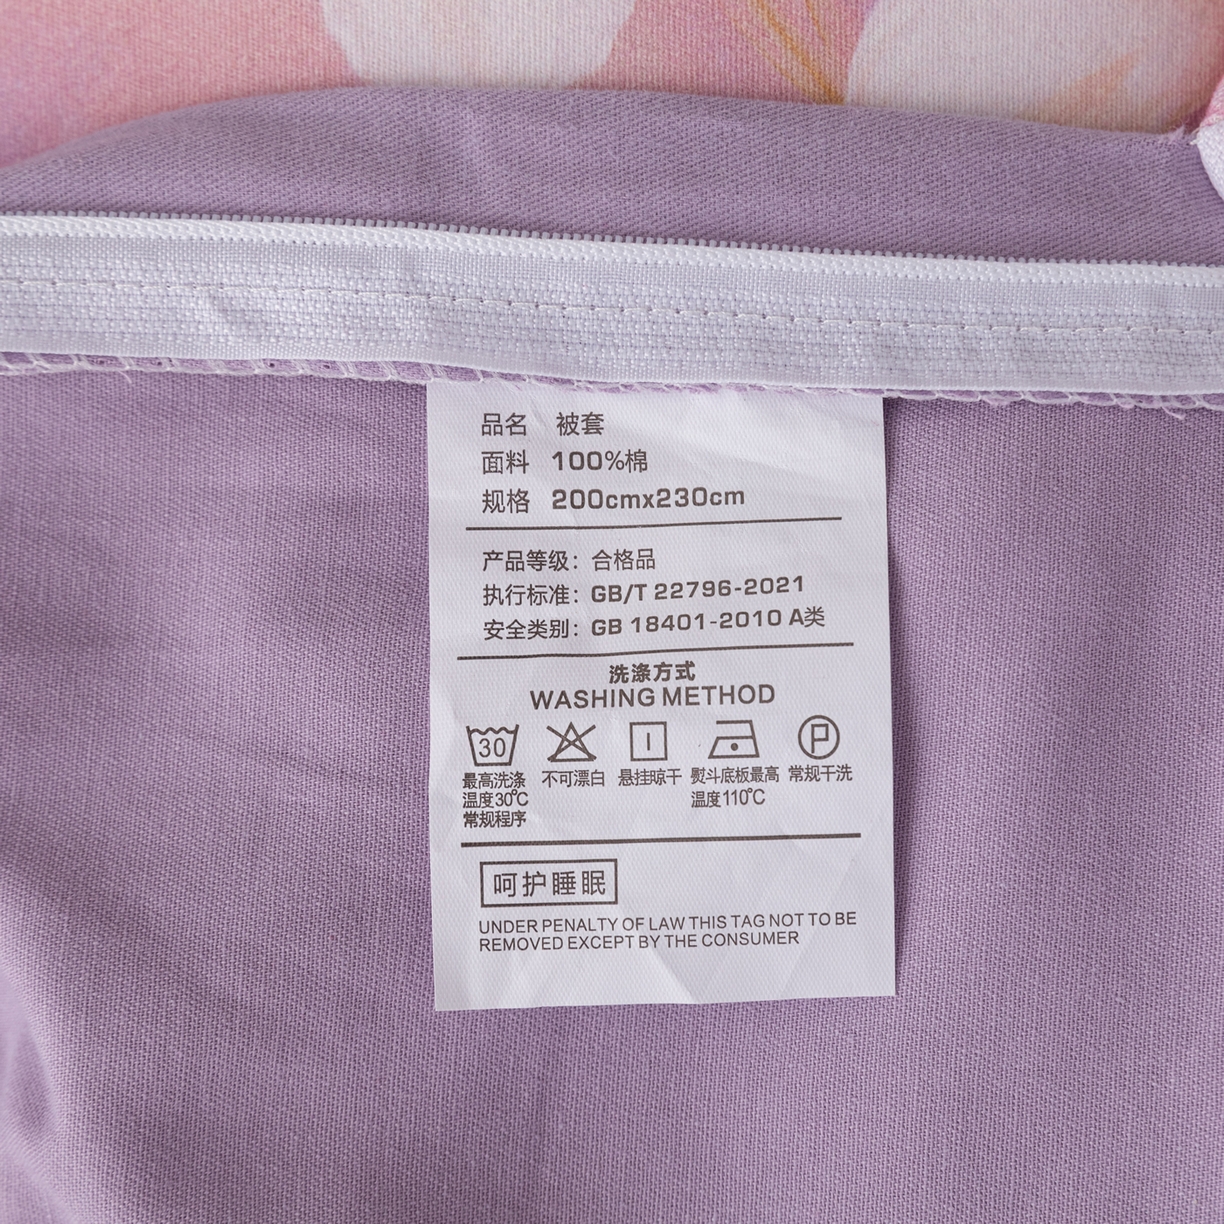 品名 被套
面料 100%棉
规格 200cmx230cm
产品等级：合格品
执行标准：GB/T 22796-2021
安全类别：GB 18401-2010 A类
洗涤方式
WASHING METHOD
30 P
最高洗涤 不可漂白 悬挂晾干 熨斗底板最高 常规干洗
温度30℃ 温度110℃
常规程序
呵护睡眠
UNDER PENALTY OF LAW THIS TAG NOT TO BE
REMOVED EXCEPT BY THE CONSUMER